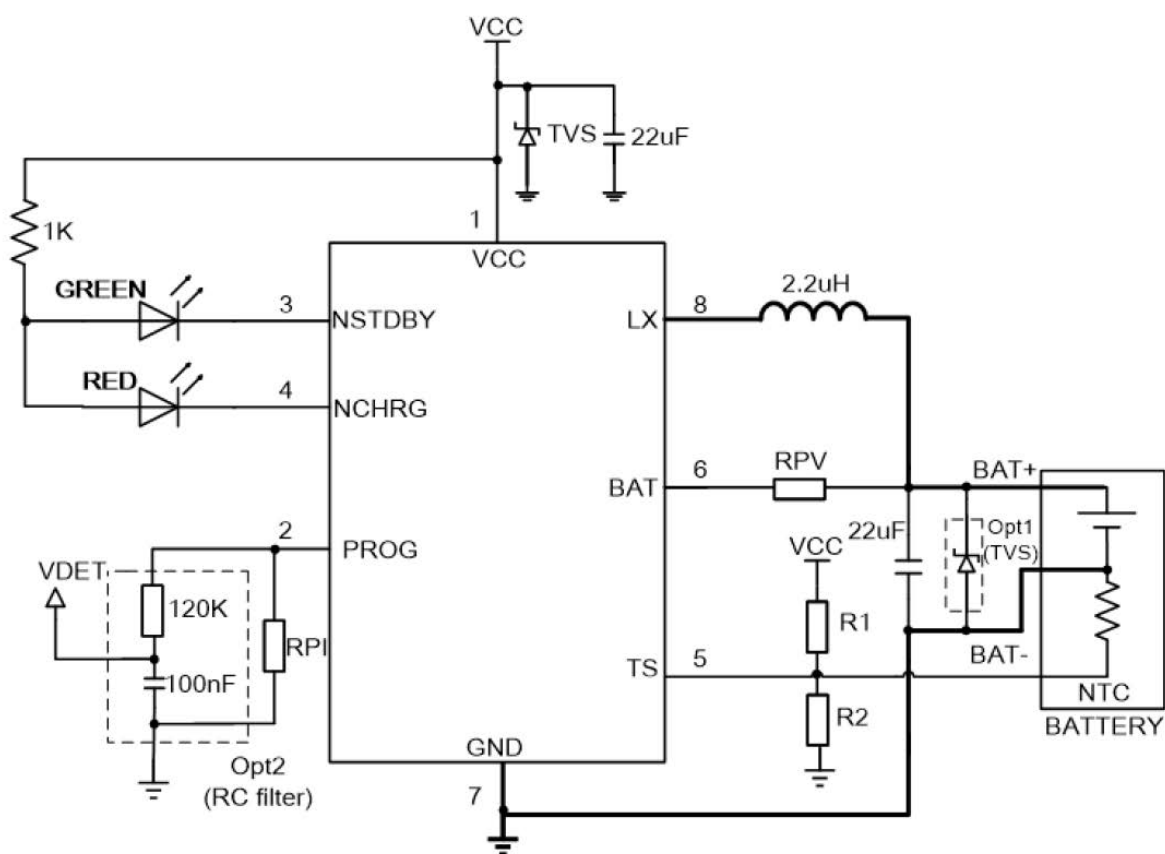 VCC
TVS
22uF
1K
1
VCC
GREEN
3
NSTDBY
RED
4
NCHRG
2.2uH
8
LX
RPV
6
BAT
BAT+
22uF
Opt1
(TVS)
VCC
2
PROG
VDET
120K
RPI
100nF
R1
R2
BAT-
5
TS
NTC
BATTERY
GND
7
Opt2
(RC filter)